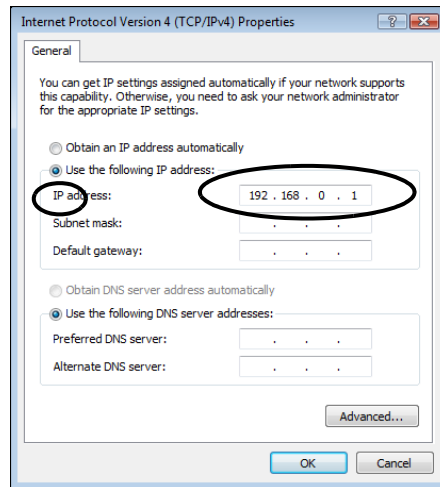 Internet Protocol Version 4 (TCP/IPv4) Properties
General
You can get IP settings assigned automatically if your network supports
this capability. Otherwise, you need to ask your network administrator
for the appropriate IP settings.
Obtain an IP address automatically
Use the following IP address:
IP address: 192 . 168 . 0 . 1
Subnet mask: . . .
Default gateway: . . .
Obtain DNS server address automatically
Use the following DNS server addresses:
Preferred DNS server: . . .
Alternate DNS server: . . .
Advanced...
OK Cancel